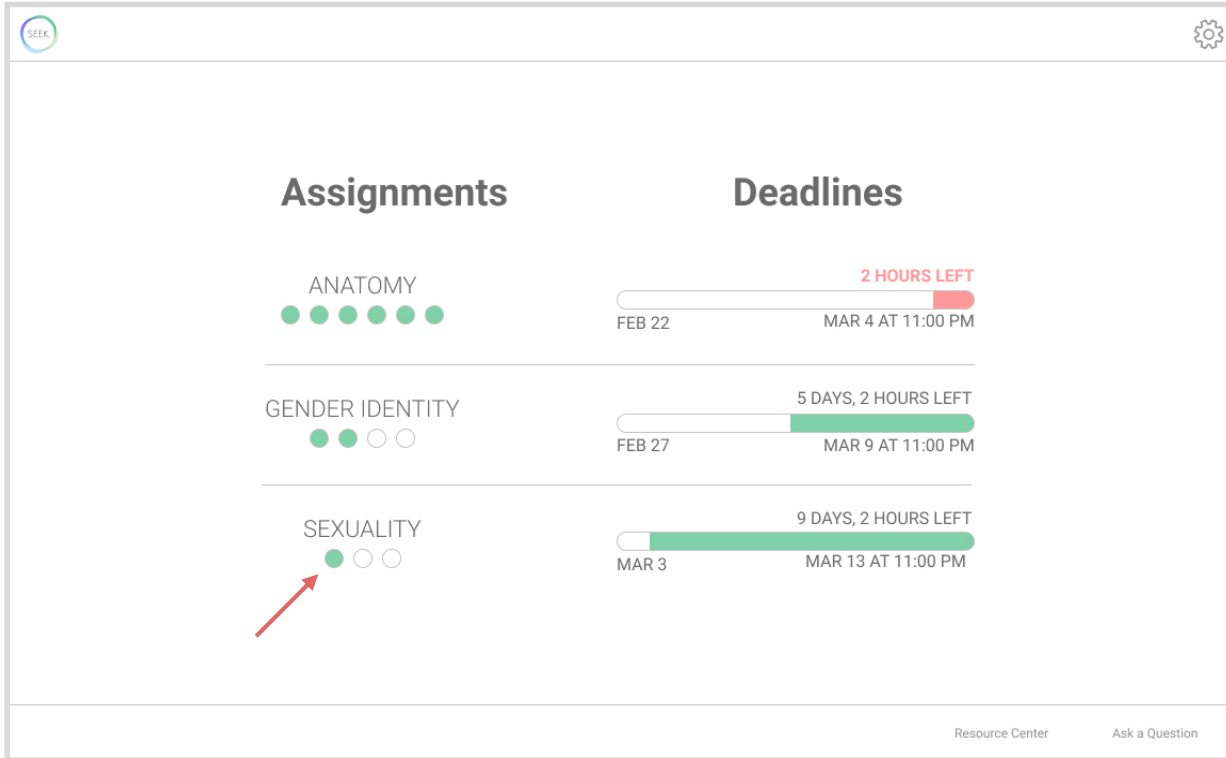 SEEK.
Assignments
Deadlines
ANATOMY
2 HOURS LEFT
FEB 22
MAR 4 AT 11:00 PM
GENDER IDENTITY
5 DAYS, 2 HOURS LEFT
FEB 27
MAR 9 AT 11:00 PM
SEXUALITY
9 DAYS, 2 HOURS LEFT
MAR 3
MAR 13 AT 11:00 PM
Resource Center
Ask a Question